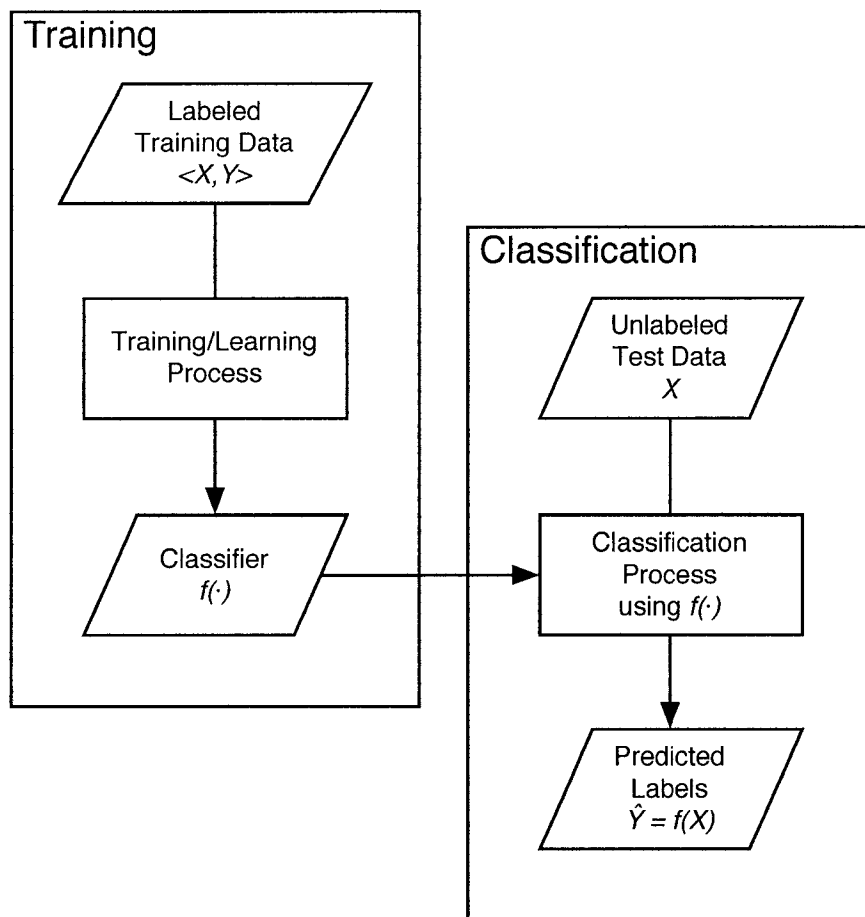 Training
Labeled
Training Data
<X,Y>
Training/Learning
Process
Classifier
f(·)
Classification
Unlabeled
Test Data
X
Classification
Process
using f(·)
Predicted
Labels
Ŷ = f(X)